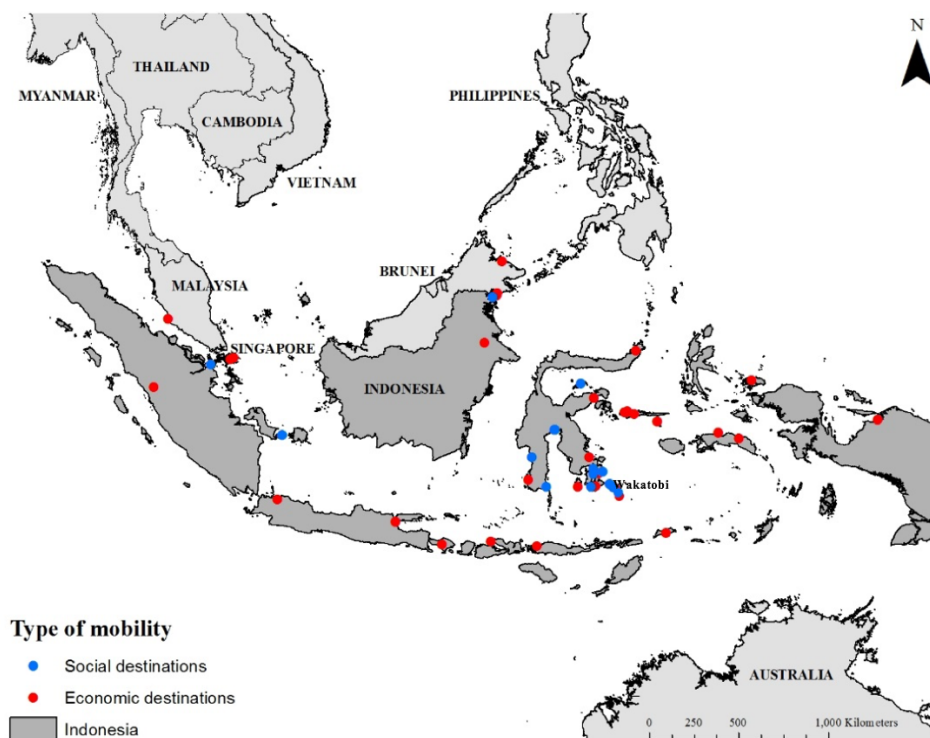 N
THAILAND
MYANMAR
PHILIPPINES
CAMBODIA
VIETNAM
BRUNEI
MALAYSIA
SINGAPORE
INDONESIA
Wakatobi
Type of mobility
Social destinations
Economic destinations
Indonesia
AUSTRALIA
0 250 500 1,000 Kilometers